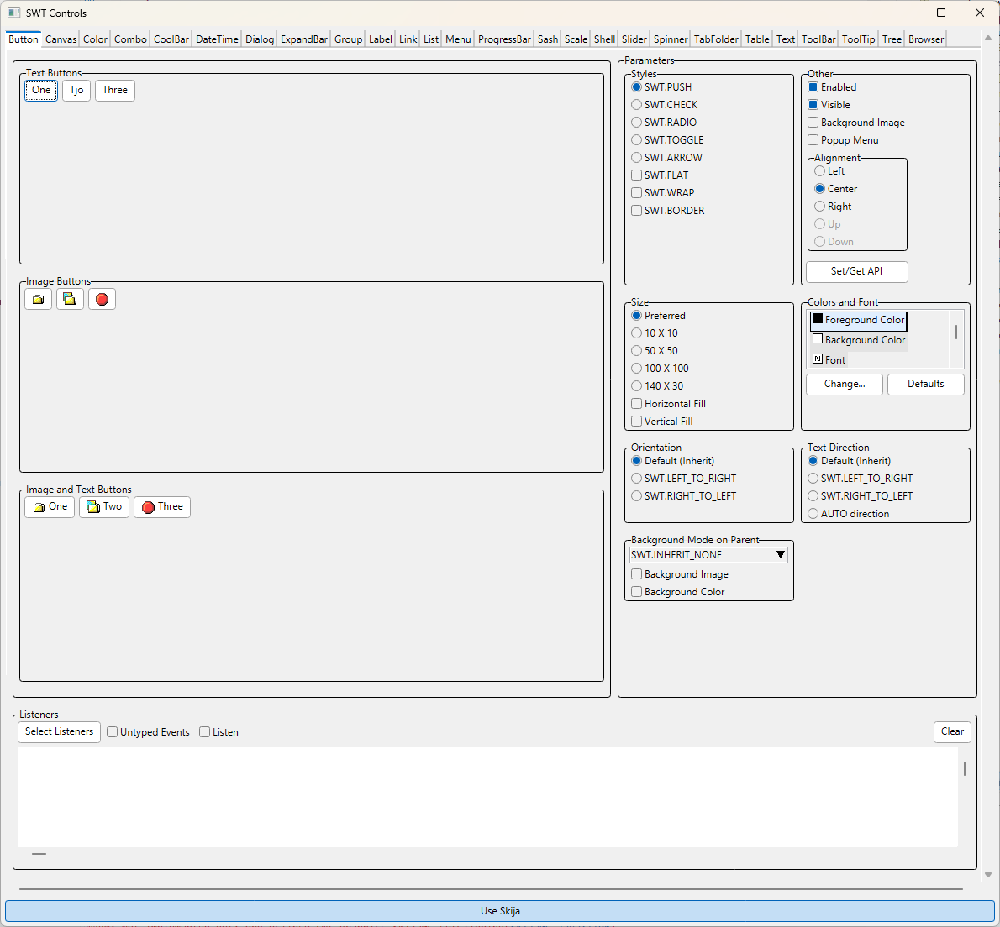 SWT Controls
Button Canvas Color Combo CoolBar DateTime Dialog ExpandBar Group Label Link List Menu ProgressBar Sash Scale Shell Slider Spinner TabFolder Table Text ToolBar ToolTip Tree Browser
Text Buttons
One Tjo Three
Image Buttons
Image and Text Buttons
One Two Three
Parameters
Styles
SWT.PUSH
SWT.CHECK
SWT.RADIO
SWT.TOGGLE
SWT.ARROW
SWT.FLAT
SWT.WRAP
SWT.BORDER
Other
Enabled
Visible
Background Image
Popup Menu
Alignment
Left
Center
Right
Up
Down
Set/Get API
Size
Preferred
10 X 10
50 X 50
100 X 100
140 X 30
Horizontal Fill
Vertical Fill
Colors and Font
Foreground Color
Background Color
N Font
Change... Defaults
Orientation
Default (Inherit)
SWT.LEFT_TO_RIGHT
SWT.RIGHT_TO_LEFT
Text Direction
Default (Inherit)
SWT.LEFT_TO_RIGHT
SWT.RIGHT_TO_LEFT
AUTO direction
Background Mode on Parent
SWT.INHERIT_NONE
Background Image
Background Color
Listeners
Select Listeners Untyped Events Listen Clear
Use Skija